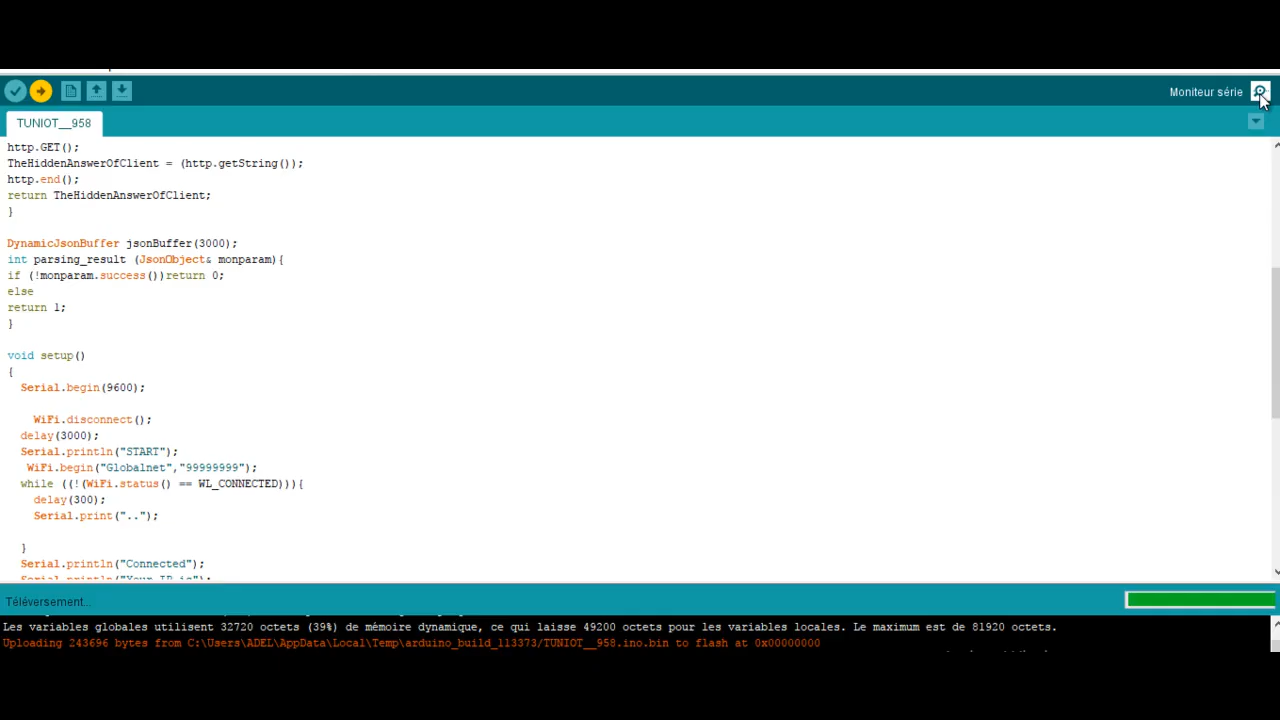 Moniteur série
TUNIOT__958
http.GET();
TheHiddenAnswerOfClient = (http.getString());
http.end();
return TheHiddenAnswerOfClient;
}
DynamicJsonBuffer jsonBuffer(3000);
int parsing_result (JsonObject& monparam){
if (!monparam.success())return 0;
else
return 1;
}
void setup()
{
Serial.begin(9600);
WiFi.disconnect();
delay(3000);
Serial.println("START");
WiFi.begin("Globalnet","99999999");
while ((!(WiFi.status() == WL_CONNECTED))){
delay(300);
Serial.print("..");
}
Serial.println("Connected");
Serial.println("Your IP is");
Téléversement...
Les variables globales utilisent 32720 octets (39%) de mémoire dynamique, ce qui laisse 49200 octets pour les variables locales. Le maximum est de 81920 octets.
Uploading 243696 bytes from C:\Users\ADEL\AppData\Local\Temp\arduino_build_113373/TUNIOT__958.ino.bin to flash at 0x00000000